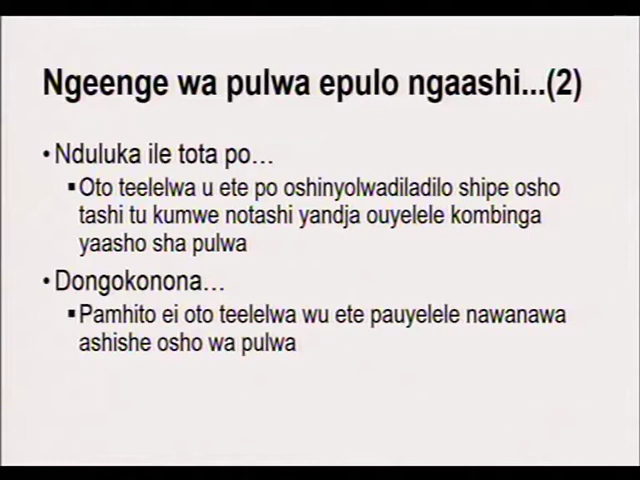 Ngeenge wa pulwa epulo ngaashi...(2)
• Nduluka ile tota po…
▪Oto teelelwa u ete po oshinyolwadiladilo shipe osho
tashi tu kumwe notashi yandja ouyelele kombinga
yaasho sha pulwa
• Dongokonona…
▪Pamhito ei oto teelelwa wu ete pauyelele nawanawa
ashishe osho wa pulwa